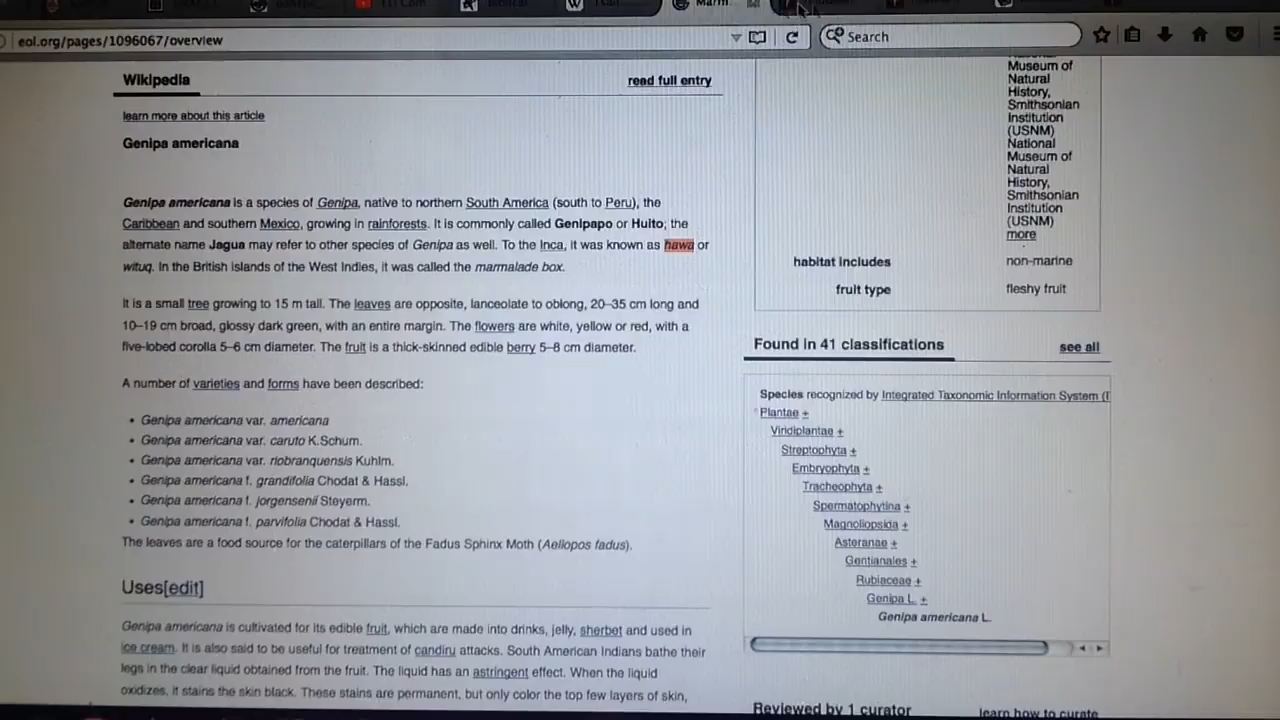 eol.org/pages/1096067/overview
Search
Wikipedia
read full entry
learn more about this article
Genipa americana
Genipa americana is a species of Genipa, native to northern South America (south to Peru), the
Caribbean and southern Mexico, growing in rainforests. It is commonly called Genipapo or Huito; the
alternate name Jagua may refer to other species of Genipa as well. To the Inca, it was known as hawa or
wituq. In the British islands of the West Indies, it was called the marmalade box.
It is a small tree growing to 15 m tall. The leaves are opposite, lanceolate to oblong, 20–35 cm long and
10–19 cm broad, glossy dark green, with an entire margin. The flowers are white, yellow or red, with a
five-lobed corolla 5–6 cm diameter. The fruit is a thick-skinned edible berry 5–8 cm diameter.
A number of varieties and forms have been described:
• Genipa americana var. americana
• Genipa americana var. caruto K.Schum.
• Genipa americana var. riobranquensis Kuhlm.
• Genipa americana f. grandifolia Chodat & Hassl.
• Genipa americana f. jorgensenii Steyerm.
• Genipa americana f. parvifolia Chodat & Hassl.
The leaves are a food source for the caterpillars of the Fadus Sphinx Moth (Aellopos fadus).
Uses[edit]
Genipa americana is cultivated for its edible fruit, which are made into drinks, jelly, sherbet and used in
ice cream. It is also said to be useful for treatment of candiru attacks. South American Indians bathe their
legs in the clear liquid obtained from the fruit. The liquid has an astringent effect. When the liquid
oxidizes, it stains the skin black. These stains are permanent, but only color the top few layers of skin,
Museum of
Natural
History,
Smithsonian
Institution
(USNM)
National
Museum of
Natural
History,
Smithsonian
Institution
(USNM)
more
habitat includes
non-marine
fruit type
fleshy fruit
Found in 41 classifications
see all
Species recognized by Integrated Taxonomic Information System (I
Plantae +
Viridiplantae +
Streptophyta +
Embryophyta +
Tracheophyta +
Spermatophytina +
Magnoliopsida +
Asteranae +
Gentianales +
Rubiaceae +
Genipa L. +
Genipa americana L.
Reviewed by 1 curator
learn how to curate